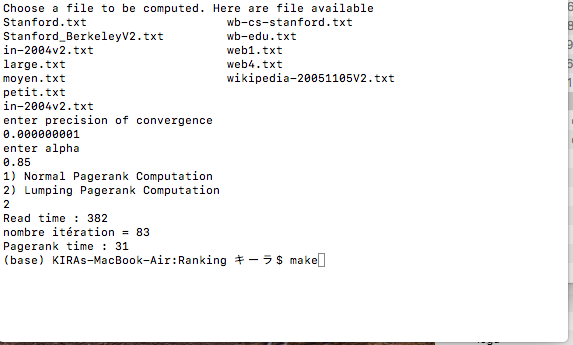 Choose a file to be computed. Here are file available
Stanford.txt wb-cs-stanford.txt
Stanford_BerkeleyV2.txt wb-edu.txt
in-2004v2.txt web1.txt
large.txt web4.txt
moyen.txt wikipedia-20051105V2.txt
petit.txt
in-2004v2.txt
enter precision of convergence
0.000000001
enter alpha
0.85
1) Normal Pagerank Computation
2) Lumping Pagerank Computation
2
Read time : 382
nombre itération = 83
Pagerank time : 31
(base) KIRAs-MacBook-Air:Ranking キーラ$ make